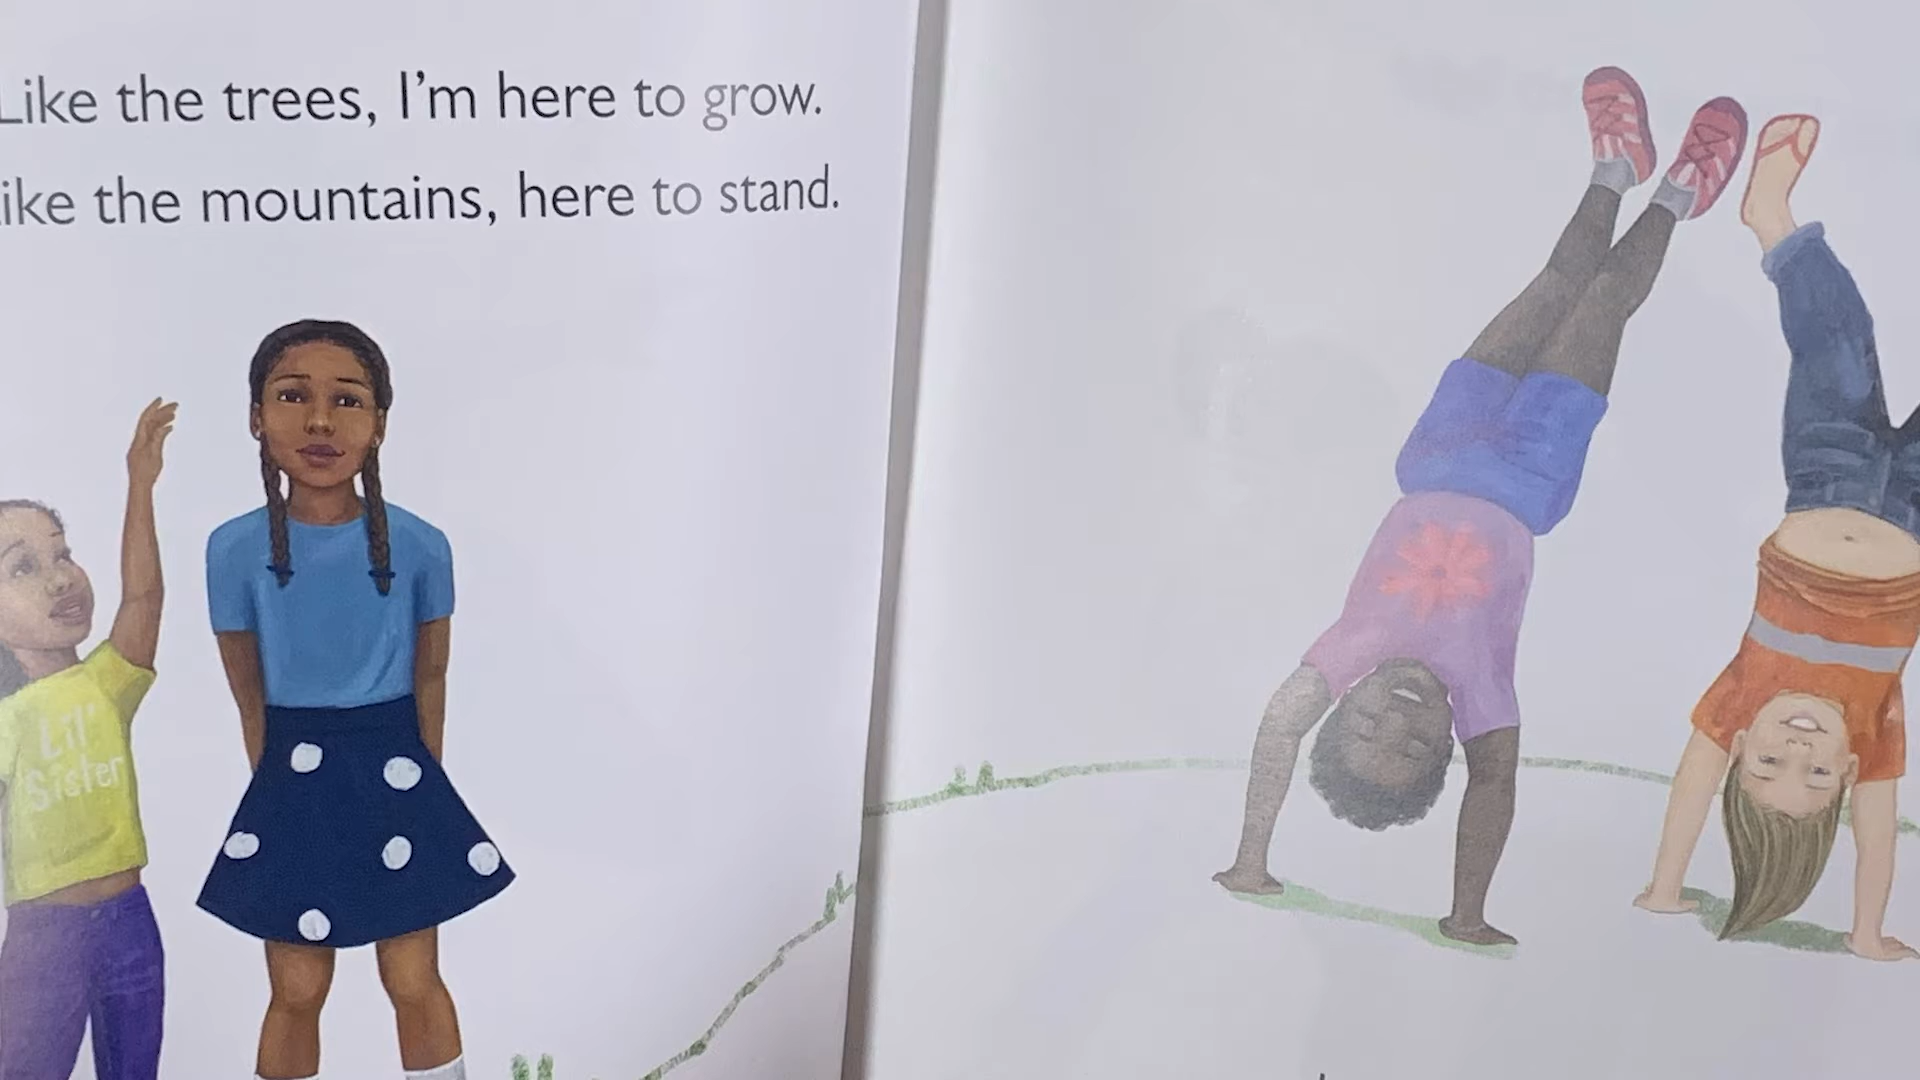 Like the trees, I'm here to grow.
ike the mountains, here to stand.
Lil'
Sister